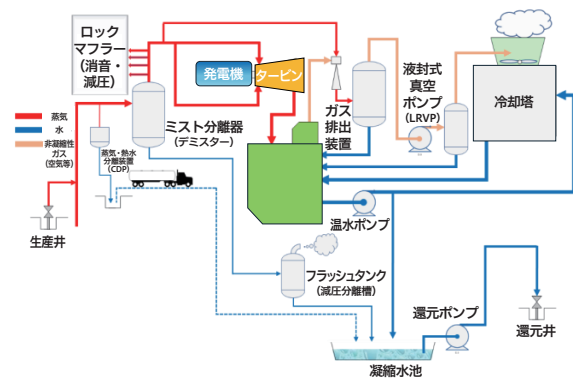 ロック
マフラー
(消音・
減圧)
発電機
タービン
液封式
真空
ポンプ
(LRVP)
冷却塔
蒸気
水
非凝縮性
ガス
(空気等)
ミスト分離器
(デミスター)
ガス
排出
装置
蒸気・熱水
分離装置
(CDP)
生産井
温水ポンプ
フラッシュタンク
(減圧分離槽)
還元ポンプ
還元井
凝縮水池